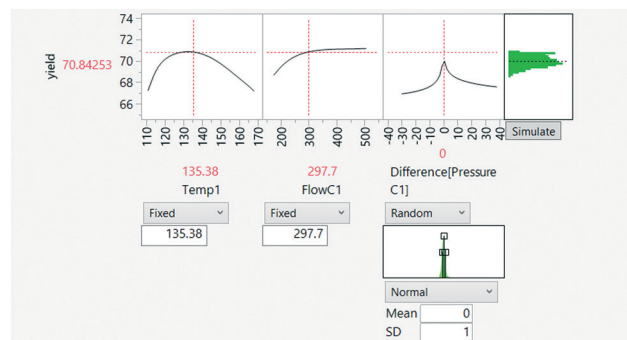 74
72
70
68
66
yield
70.84253
110
120
130
140
150
160
170
200
300
400
500
-40
-30
-20
-10
0
10
20
30
40
Simulate
135.38
297.7
0
Temp1
FlowC1
Difference[Pressure
C1]
Fixed
Fixed
Random
135.38
297.7
Normal
Mean 0
SD 1